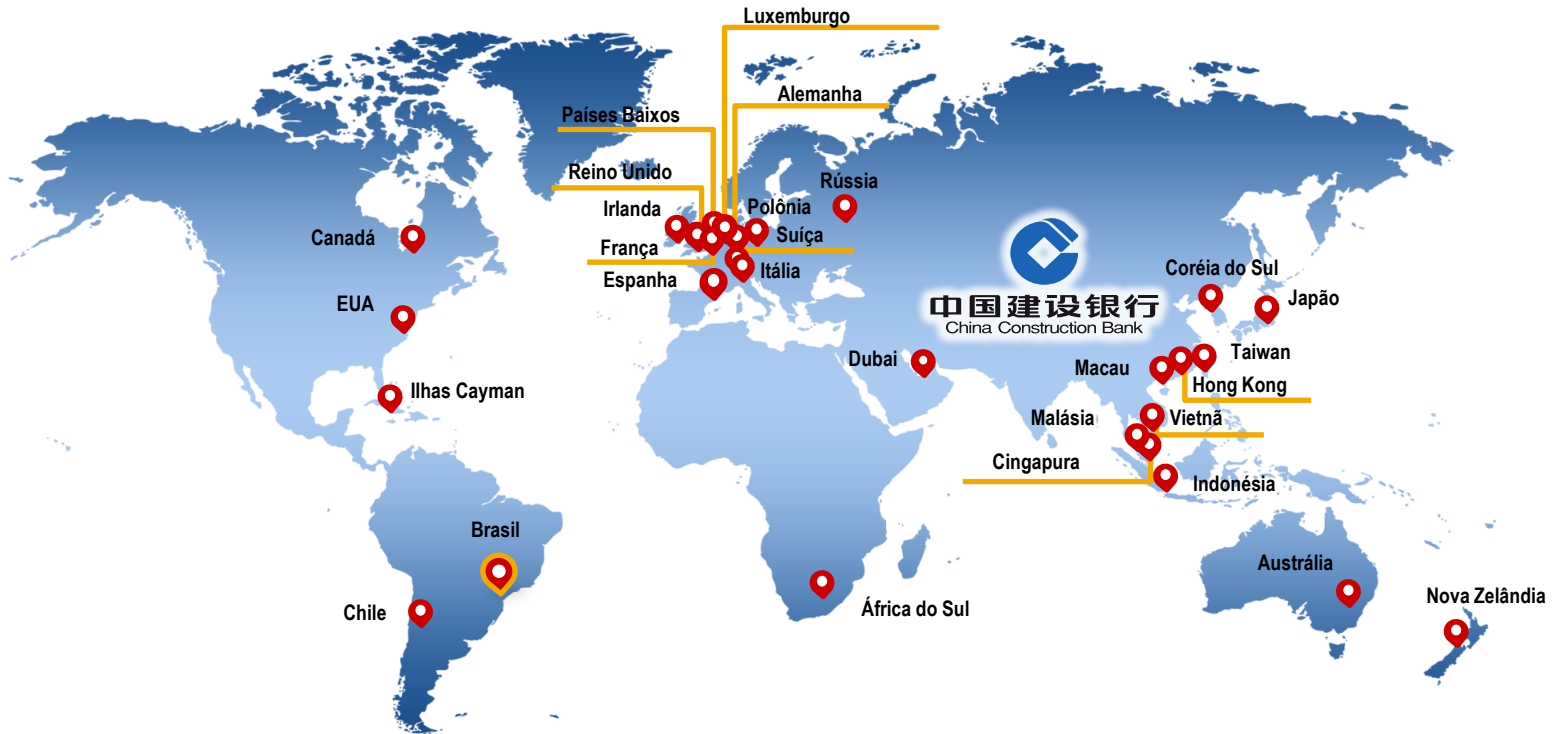 Luxemburgo
Alemanha
Países Baixos
Reino Unido
Rússia
Irlanda
Polônia
Canadá
Suíça
França
Itália
Espanha
中国建设银行
China Construction Bank
Coréia do Sul
Japão
EUA
Dubai
Macau
Taiwan
Ilhas Cayman
Hong Kong
Malásia
Vietnã
Cingapura
Indonésia
Brasil
Chile
África do Sul
Austrália
Nova Zelândia